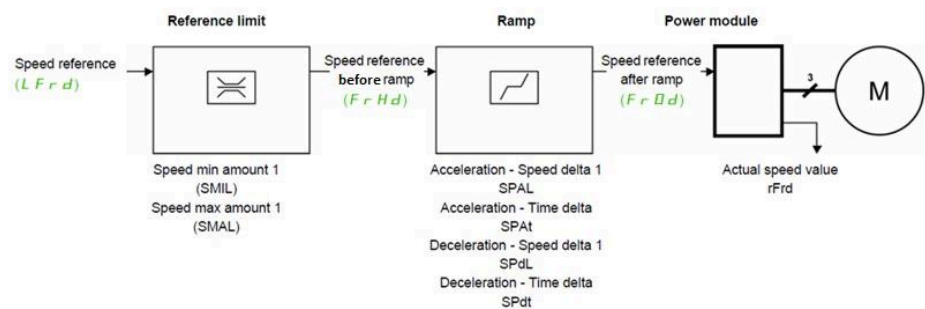 Reference limit
Ramp
Power module
Speed reference
(LFrd)
Speed reference
before ramp
(FrHd)
Speed reference
after ramp
(Fr0d)
3
M
Speed min amount 1
(SMIL)
Speed max amount 1
(SMAL)
Acceleration - Speed delta 1
SPAL
Acceleration - Time delta
SPAt
Deceleration - Speed delta 1
SPdL
Deceleration - Time delta
SPdt
Actual speed value
rFrd